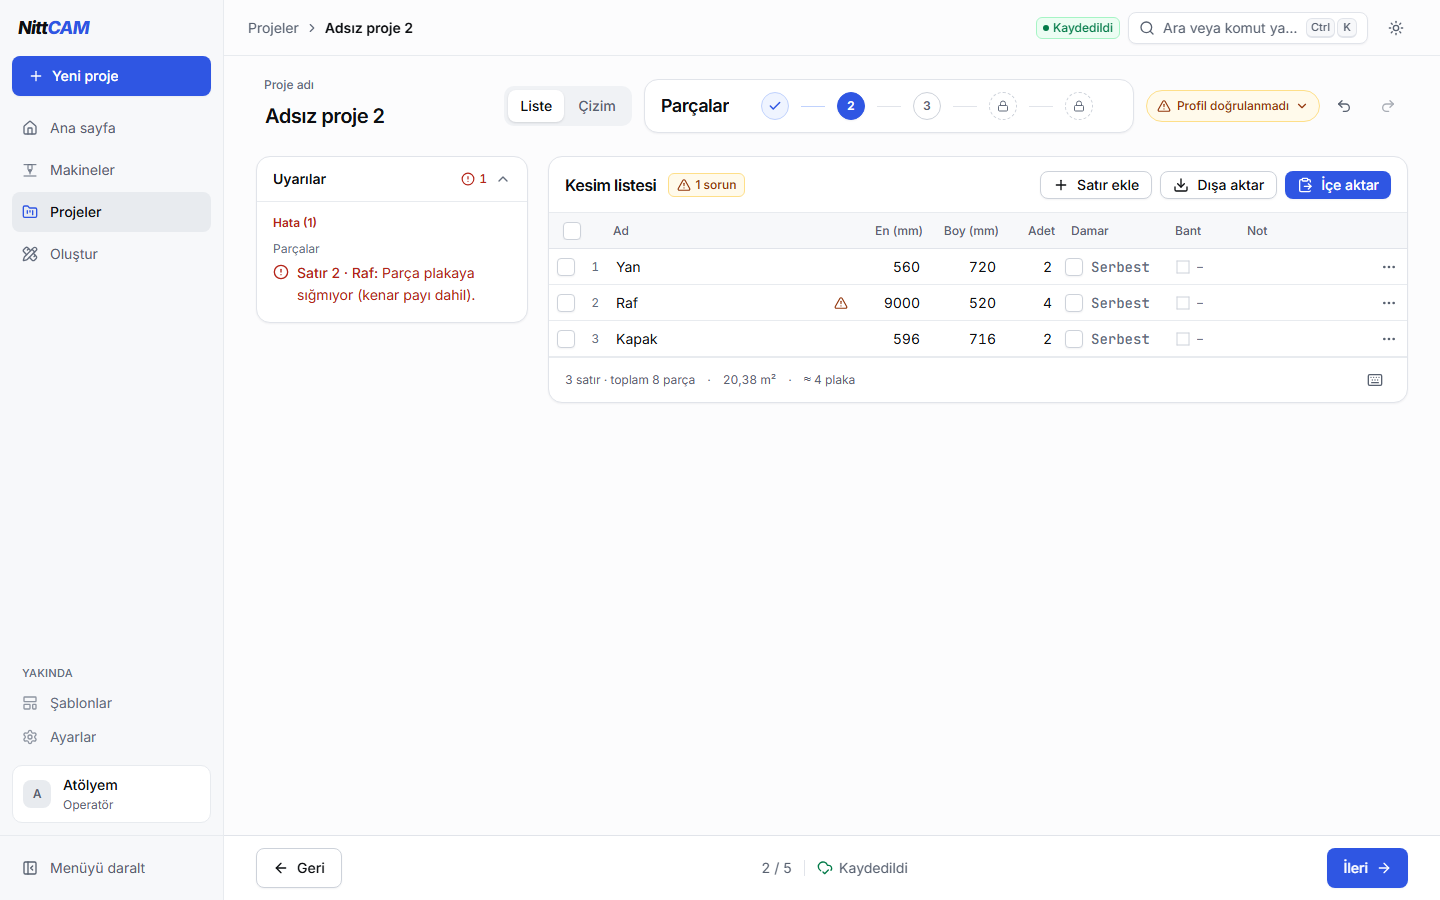 NittCAM
Yeni proje
Ana sayfa
Makineler
Projeler
Oluştur
YAKINDA
Şablonlar
Ayarlar
A
Atölyem
Operatör
Menüyü daralt
Projeler > Adsız proje 2
Kaydedildi
Ara veya komut ya... Ctrl K
Proje adı
Adsız proje 2
Liste Çizim
Parçalar 2 3
Profil doğrulanmadı
Uyarılar 1
Hata (1)
Parçalar
Satır 2 · Raf: Parça plakaya
sığmıyor (kenar payı dahil).
Kesim listesi 1 sorun
Satır ekle Dışa aktar İçe aktar
Ad En (mm) Boy (mm) Adet Damar Bant Not
1 Yan 560 720 2 Serbest –
2 Raf 9000 520 4 Serbest –
3 Kapak 596 716 2 Serbest –
3 satır · toplam 8 parça · 20,38 m² · ≈ 4 plaka
Geri
2 / 5 Kaydedildi
İleri